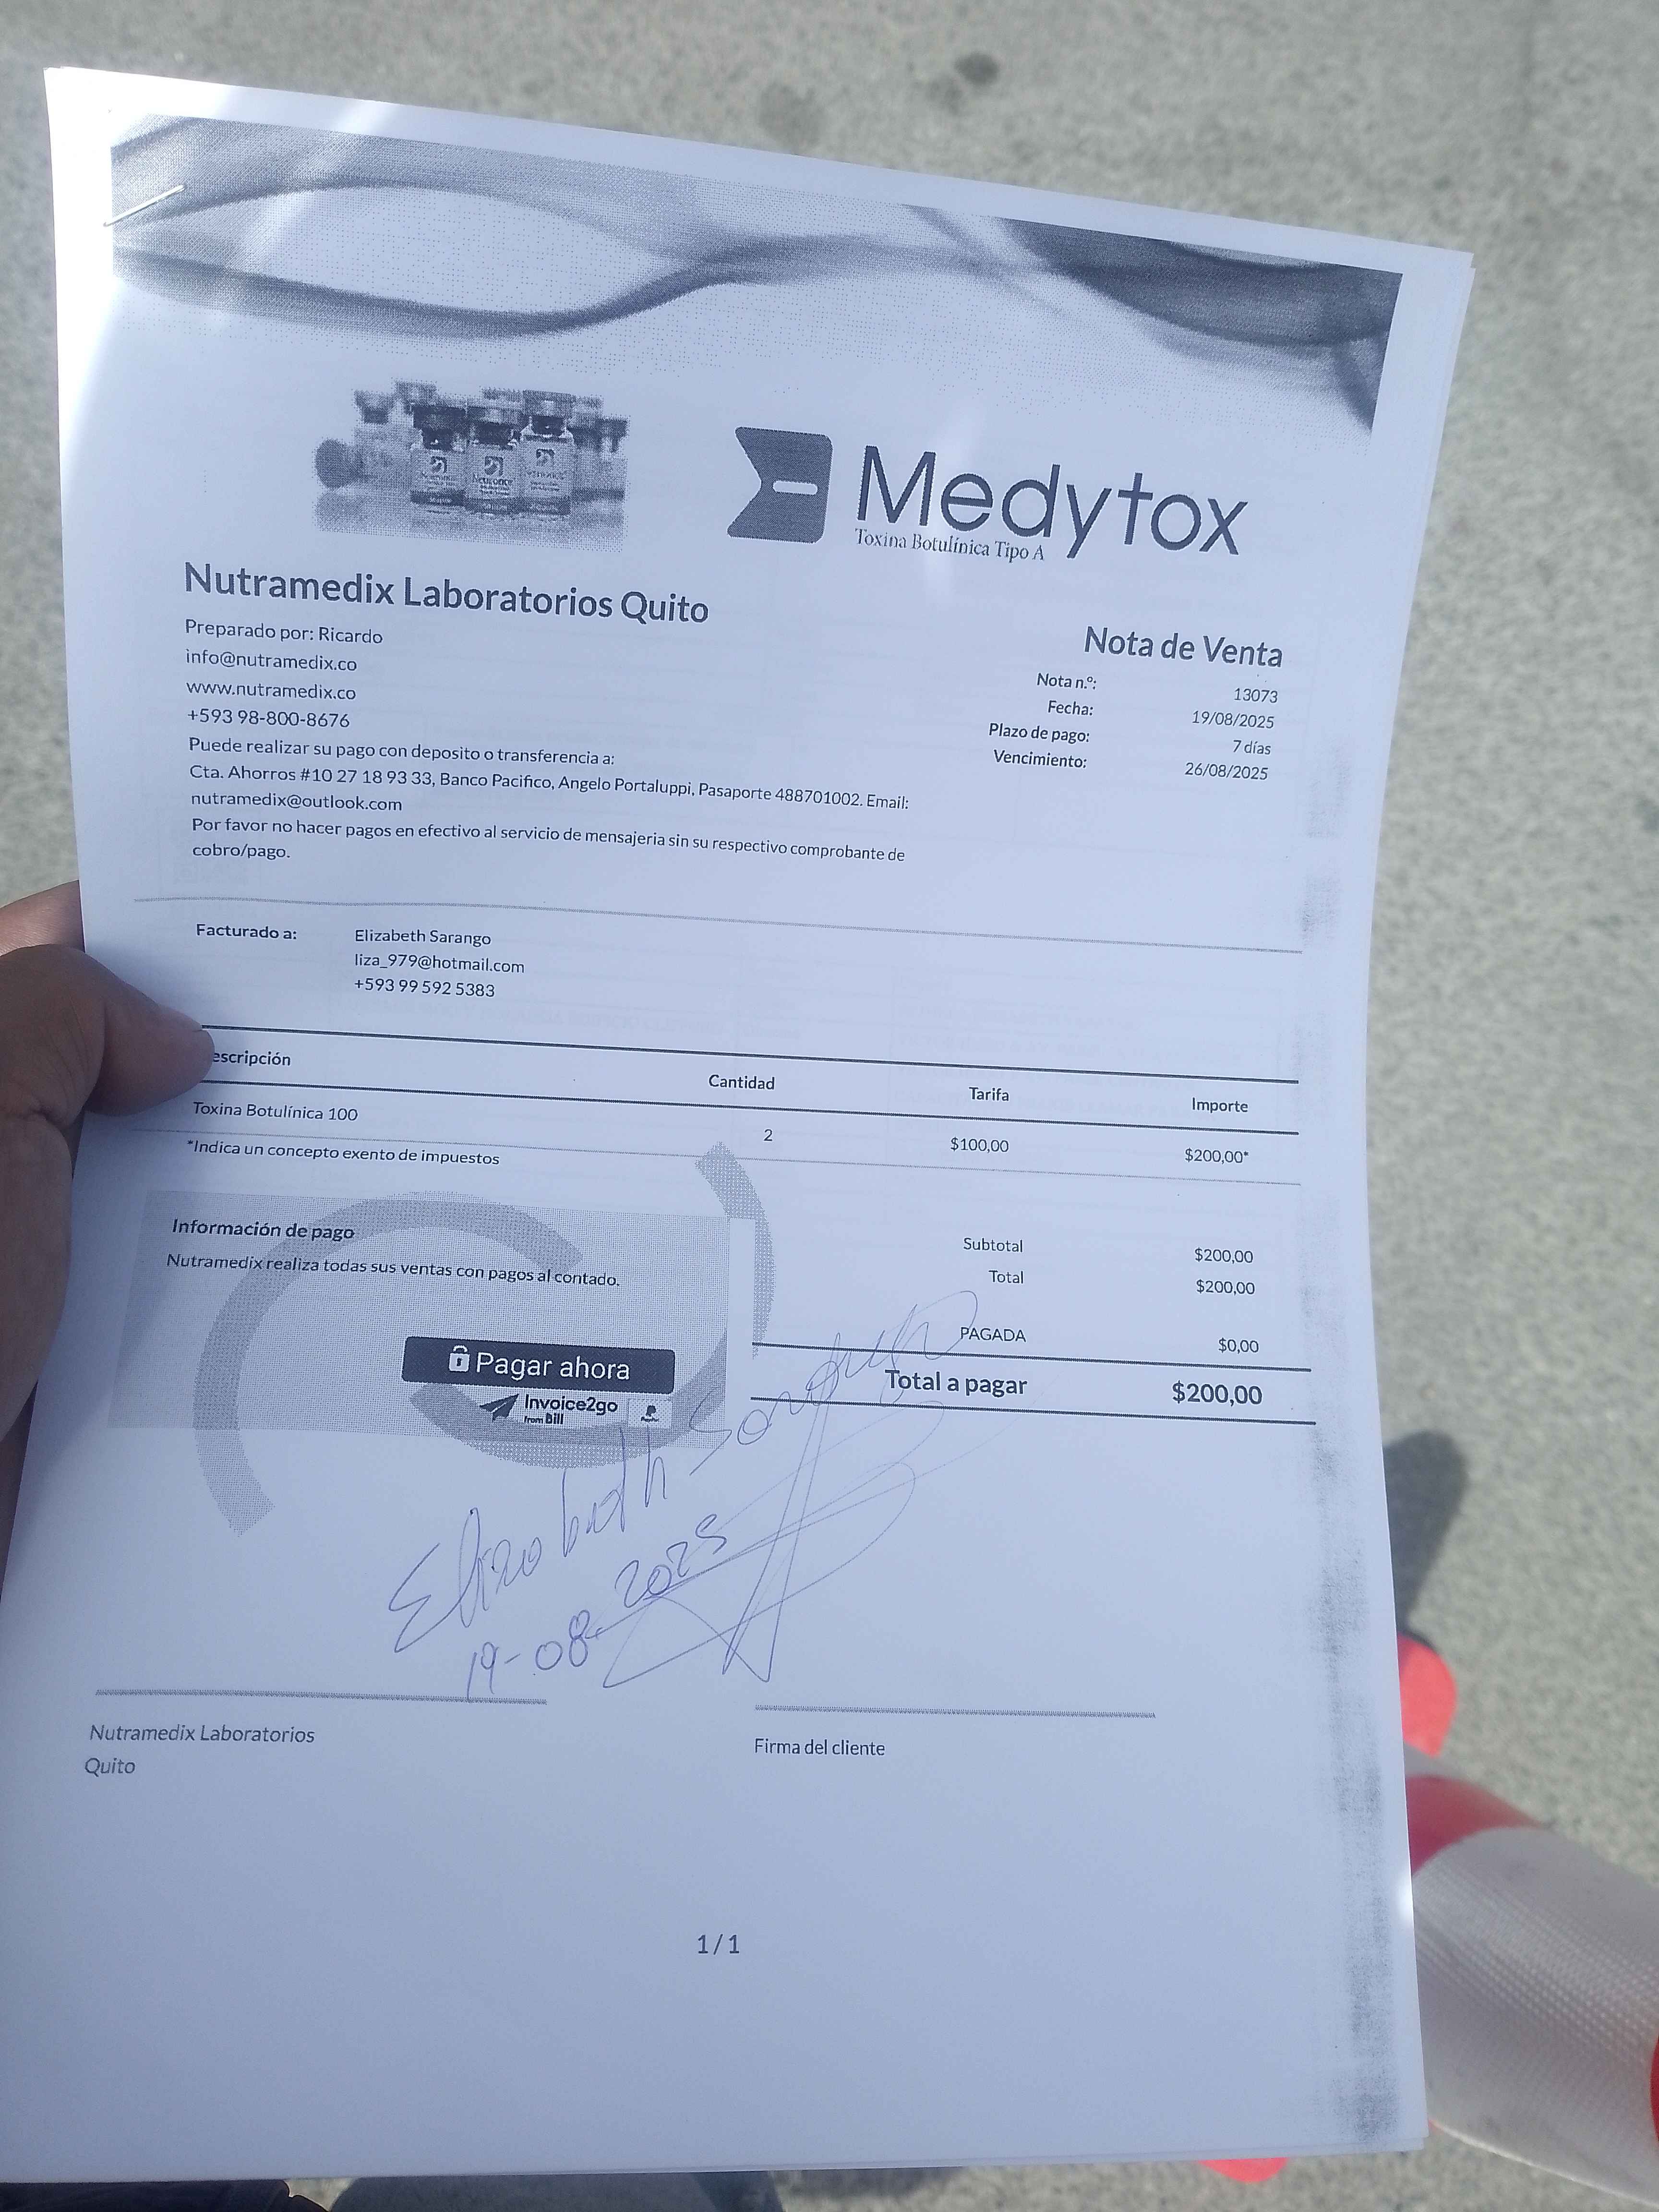 Medytox
Toxina Botulínica Tipo A
Neuronox
Nutramedix Laboratorios Quito
Preparado por: Ricardo
info@nutramedix.co
www.nutramedix.co
+593 98-800-8676
Puede realizar su pago con deposito o transferencia a:
Cta. Ahorros #10 27 18 93 33, Banco Pacifico, Angelo Portaluppi, Pasaporte 488701002. Email:
nutramedix@outlook.com
Por favor no hacer pagos en efectivo al servicio de mensajeria sin su respectivo comprobante de
cobro/pago.
Nota de Venta
Nota n.º: 13073
Fecha: 19/08/2025
Plazo de pago: 7 días
Vencimiento: 26/08/2025
Facturado a: Elizabeth Sarango
liza_979@hotmail.com
+593 99 592 5383
escripción Cantidad Tarifa Importe
Toxina Botulínica 100 2 $100,00 $200,00*
*Indica un concepto exento de impuestos
Información de pago
Nutramedix realiza todas sus ventas con pagos al contado.
Pagar ahora
Invoice2go
from Bill
Subtotal $200,00
Total $200,00
PAGADA $0,00
Total a pagar $200,00
Elizabeth Sarango
19-08-2025
Nutramedix Laboratorios
Quito
Firma del cliente
1 / 1